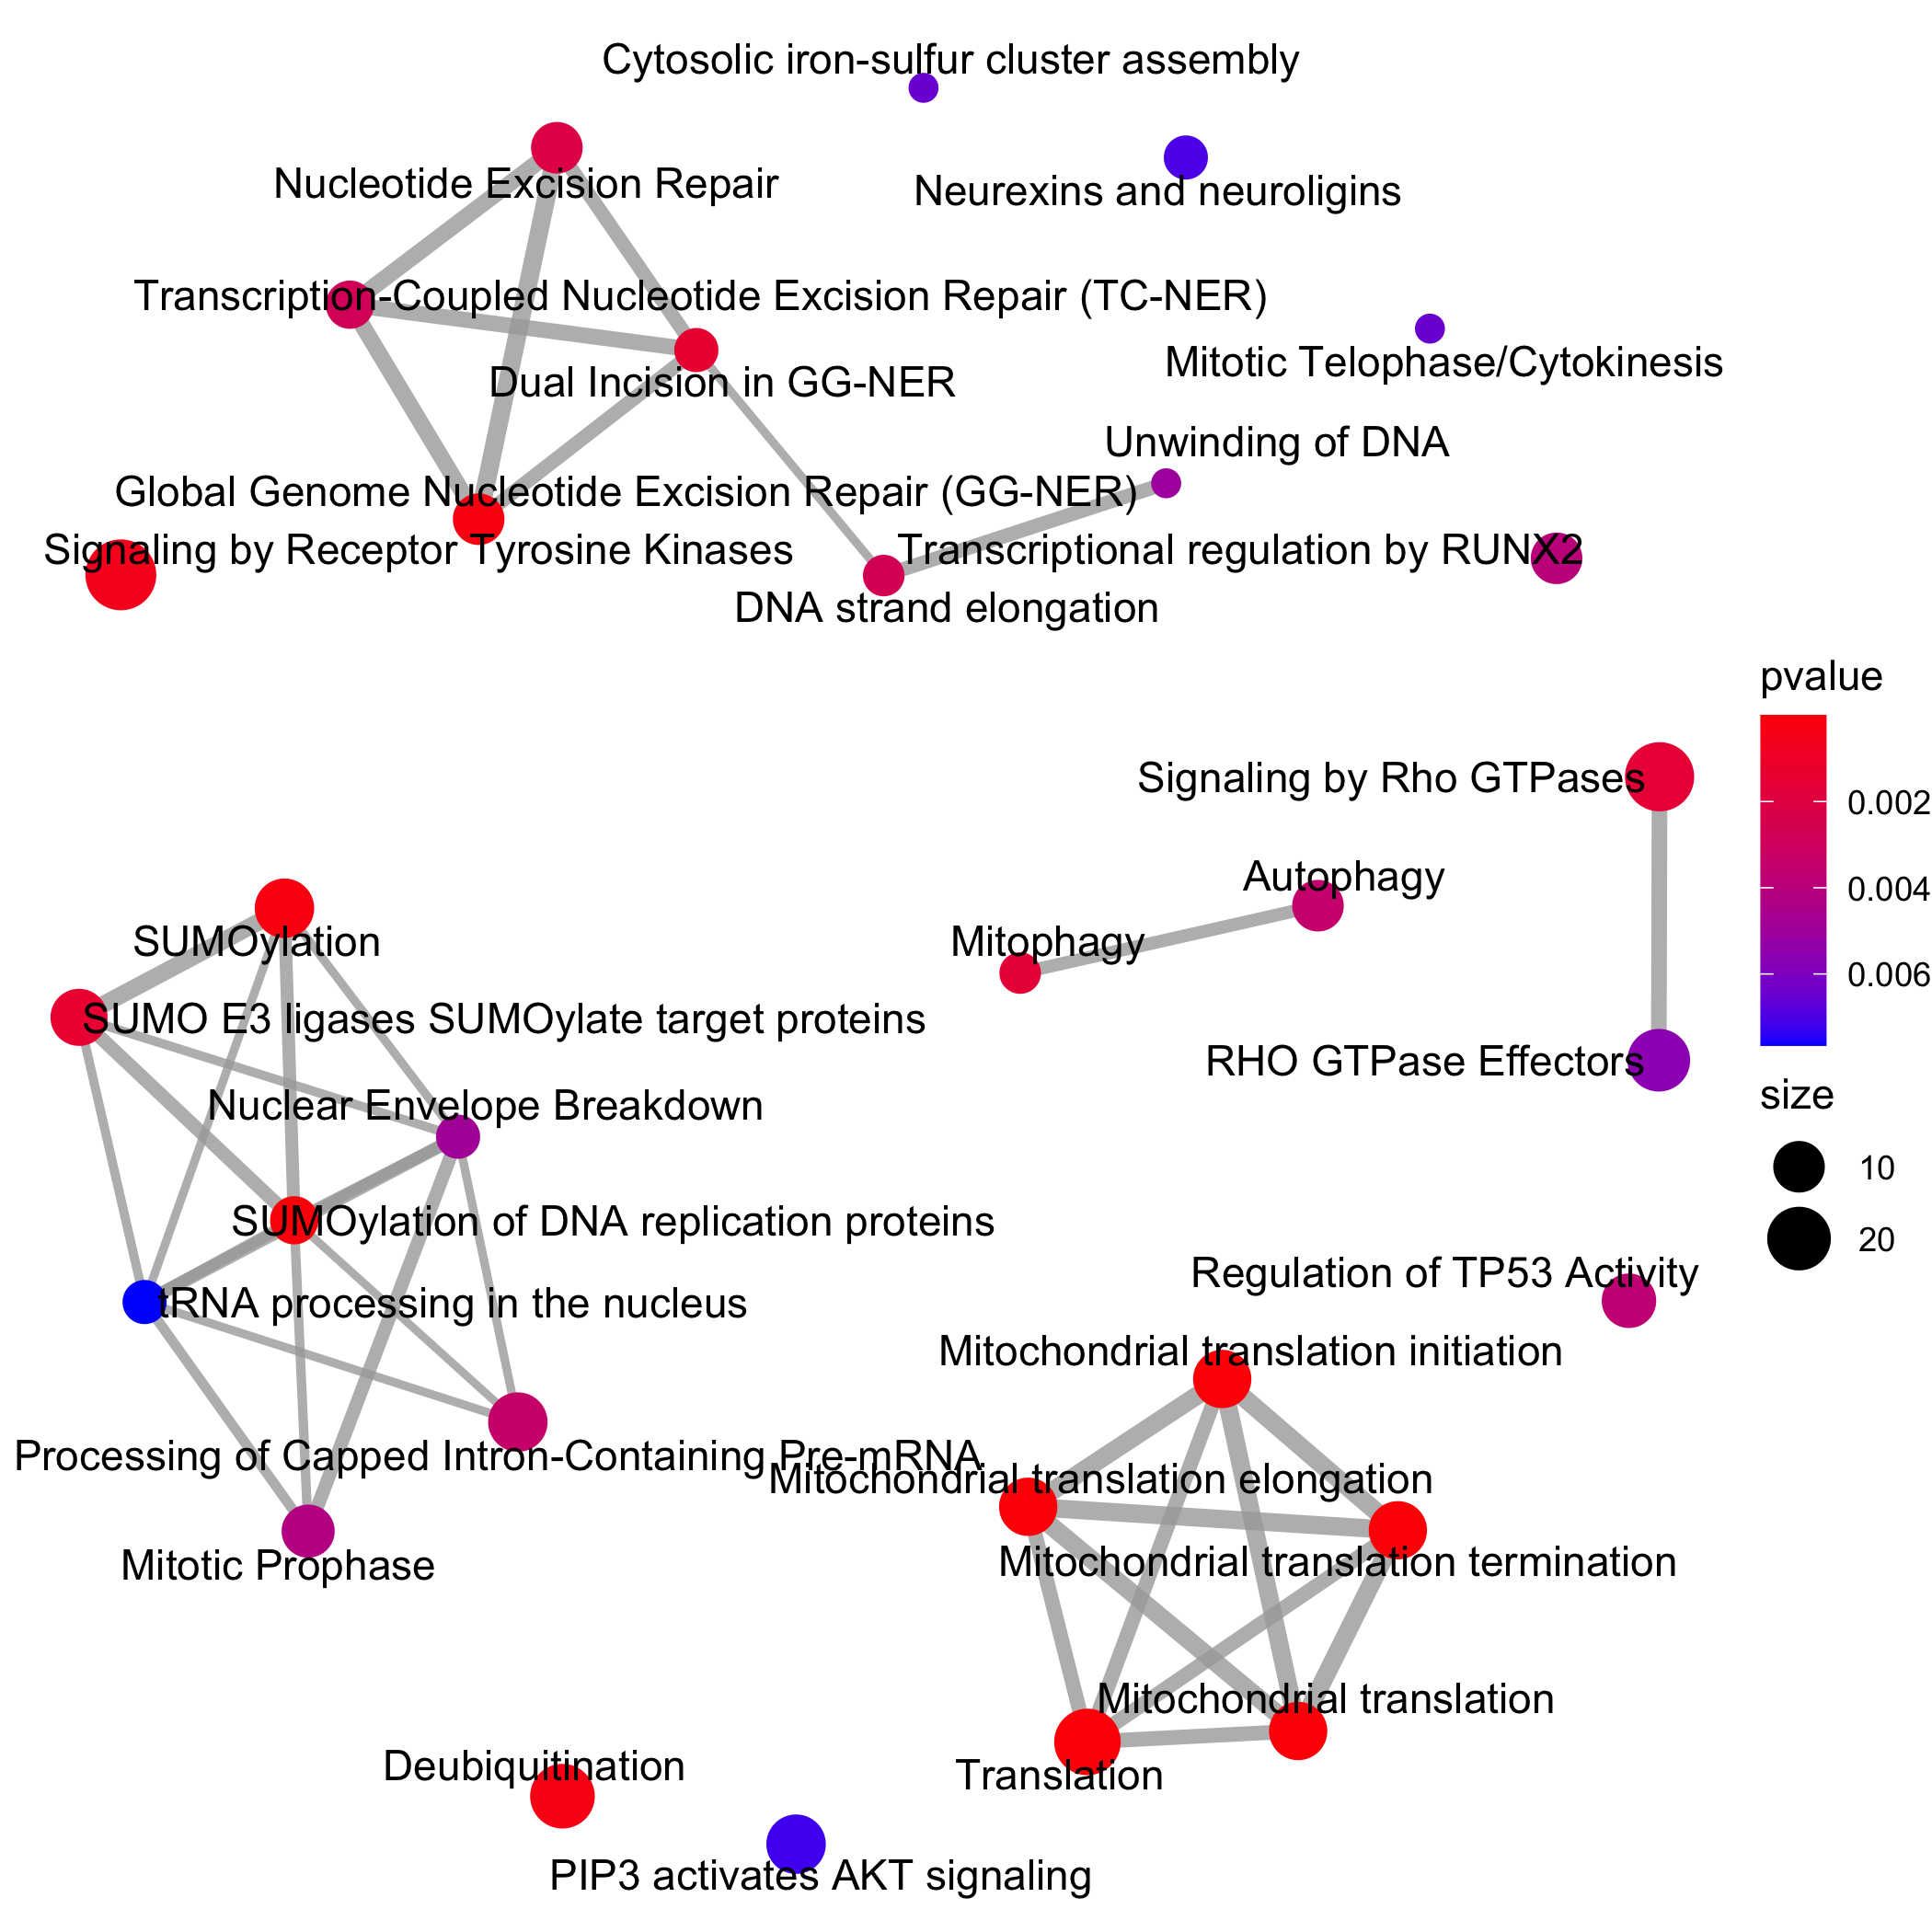 Cytosolic iron-sulfur cluster assembly
Nucleotide Excision Repair
Neurexins and neuroligins
Transcription-Coupled Nucleotide Excision Repair (TC-NER)
Mitotic Telophase/Cytokinesis
Dual Incision in GG-NER
Unwinding of DNA
Global Genome Nucleotide Excision Repair (GG-NER)
Signaling by Receptor Tyrosine Kinases
Transcriptional regulation by RUNX2
DNA strand elongation
pvalue
0.002
0.004
0.006
Signaling by Rho GTPases
Autophagy
Mitophagy
RHO GTPase Effectors
size
10
20
SUMOylation
SUMO E3 ligases SUMOylate target proteins
Nuclear Envelope Breakdown
SUMOylation of DNA replication proteins
tRNA processing in the nucleus
Processing of Capped Intron-Containing Pre-mRNA
Mitotic Prophase
Regulation of TP53 Activity
Mitochondrial translation initiation
Mitochondrial translation elongation
Mitochondrial translation termination
Mitochondrial translation
Translation
Deubiquitination
PIP3 activates AKT signaling